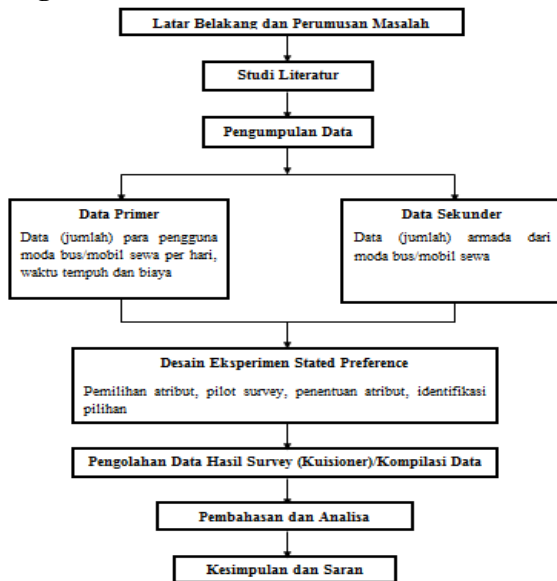 Latar Belakang dan Perumusan Masalah
Studi Literatur
Pengumpulan Data
Data Primer
Data (jumlah) para pengguna
moda bus/mobil sewa per hari,
waktu tempuh dan biaya
Data Sekunder
Data (jumlah) armada dari
moda bus/mobil sewa
Desain Eksperimen Stated Preference
Pemilihan atribut, pilot survey, penentuan atribut, identifikasi
pilihan
Pengolahan Data Hasil Survey (Kuisioner)/Kompilasi Data
Pembahasan dan Analisa
Kesimpulan dan Saran